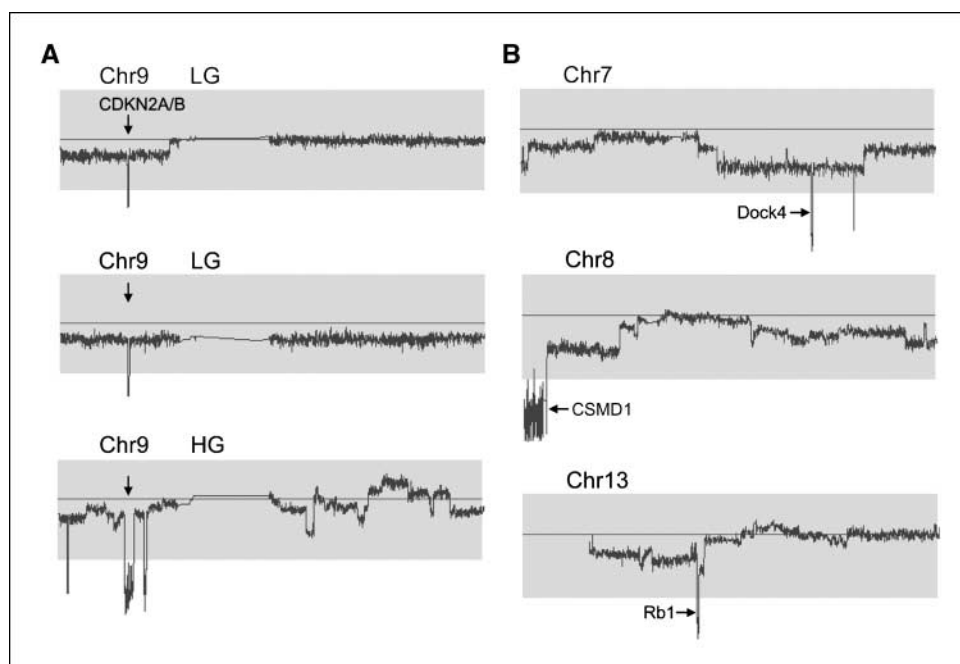 A
Chr9 LG
CDKN2A/B
Chr9 LG
Chr9 HG
B
Chr7
Dock4
Chr8
CSMD1
Chr13
Rb1